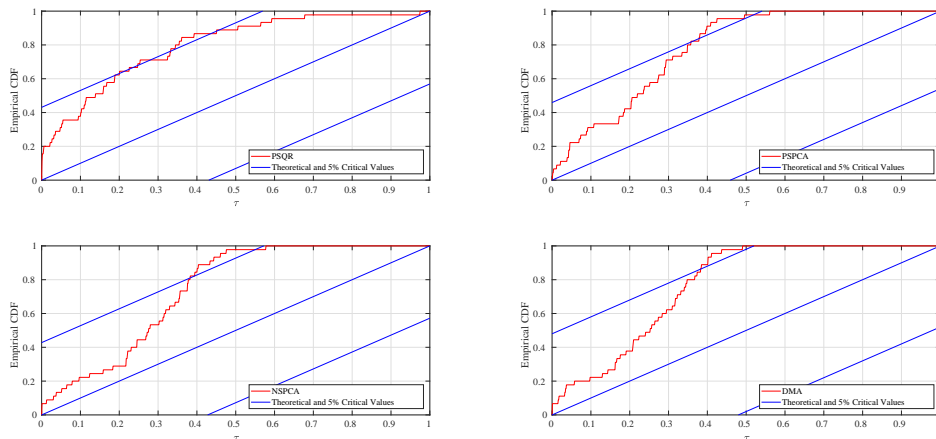 1
0.8
0.6
0.4
0.2
0
Empirical CDF
PSQR
Theoretical and 5% Critical Values
0 0.1 0.2 0.3 0.4 0.5 0.6 0.7 0.8 0.9 1
τ
1
0.8
0.6
0.4
0.2
0
Empirical CDF
PSPCA
Theoretical and 5% Critical Values
0 0.1 0.2 0.3 0.4 0.5 0.6 0.7 0.8 0.9
τ
1
0.8
0.6
0.4
0.2
0
Empirical CDF
NSPCA
Theoretical and 5% Critical Values
0 0.1 0.2 0.3 0.4 0.5 0.6 0.7 0.8 0.9 1
τ
1
0.8
0.6
0.4
0.2
0
Empirical CDF
DMA
Theoretical and 5% Critical Values
0 0.1 0.2 0.3 0.4 0.5 0.6 0.7 0.8 0.9
τ